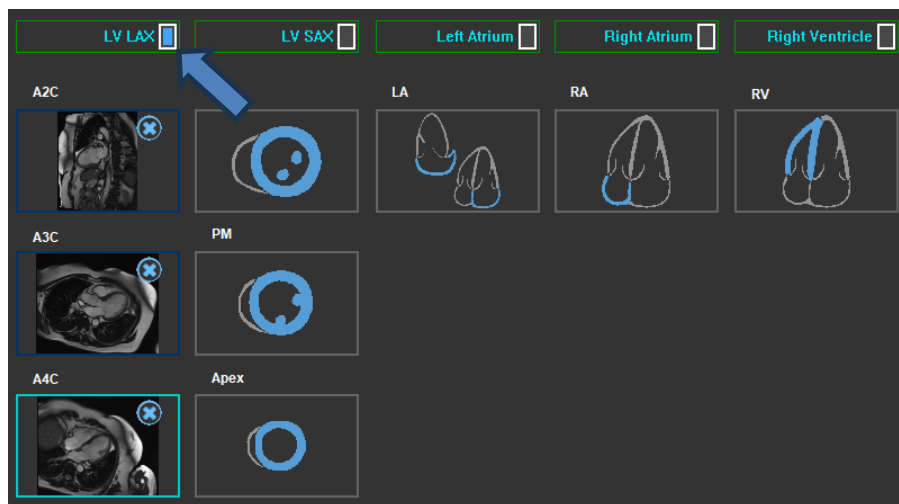 LV LAX
LV SAX
Left Atrium
Right Atrium
Right Ventricle
A2C
LA
RA
RV
A3C
PM
A4C
Apex